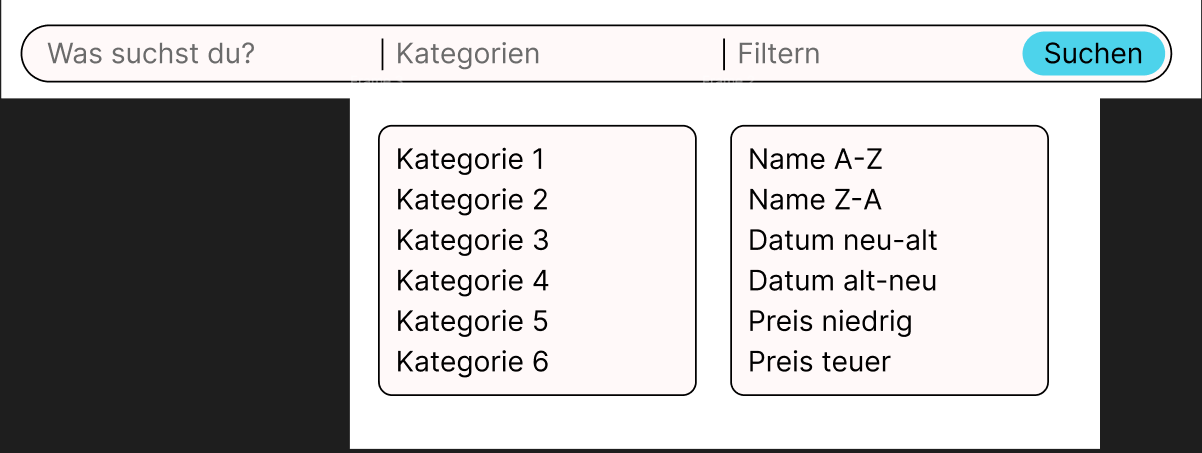 Was suchst du?
Kategorien
Filtern
Suchen
Kategorie 1
Kategorie 2
Kategorie 3
Kategorie 4
Kategorie 5
Kategorie 6
Name A-Z
Name Z-A
Datum neu-alt
Datum alt-neu
Preis niedrig
Preis teuer